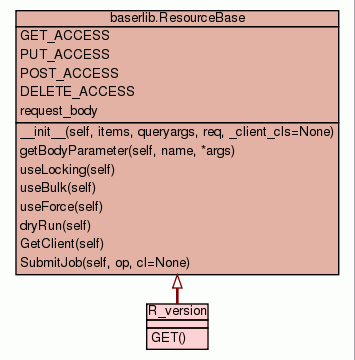 baserlib.ResourceBase
GET_ACCESS
PUT_ACCESS
POST_ACCESS
DELETE_ACCESS
request_body
__init__(self, items, queryargs, req, _client_cls=None)
getBodyParameter(self, name, *args)
useLocking(self)
useBulk(self)
useForce(self)
dryRun(self)
GetClient(self)
SubmitJob(self, op, cl=None)
R_version
GET()